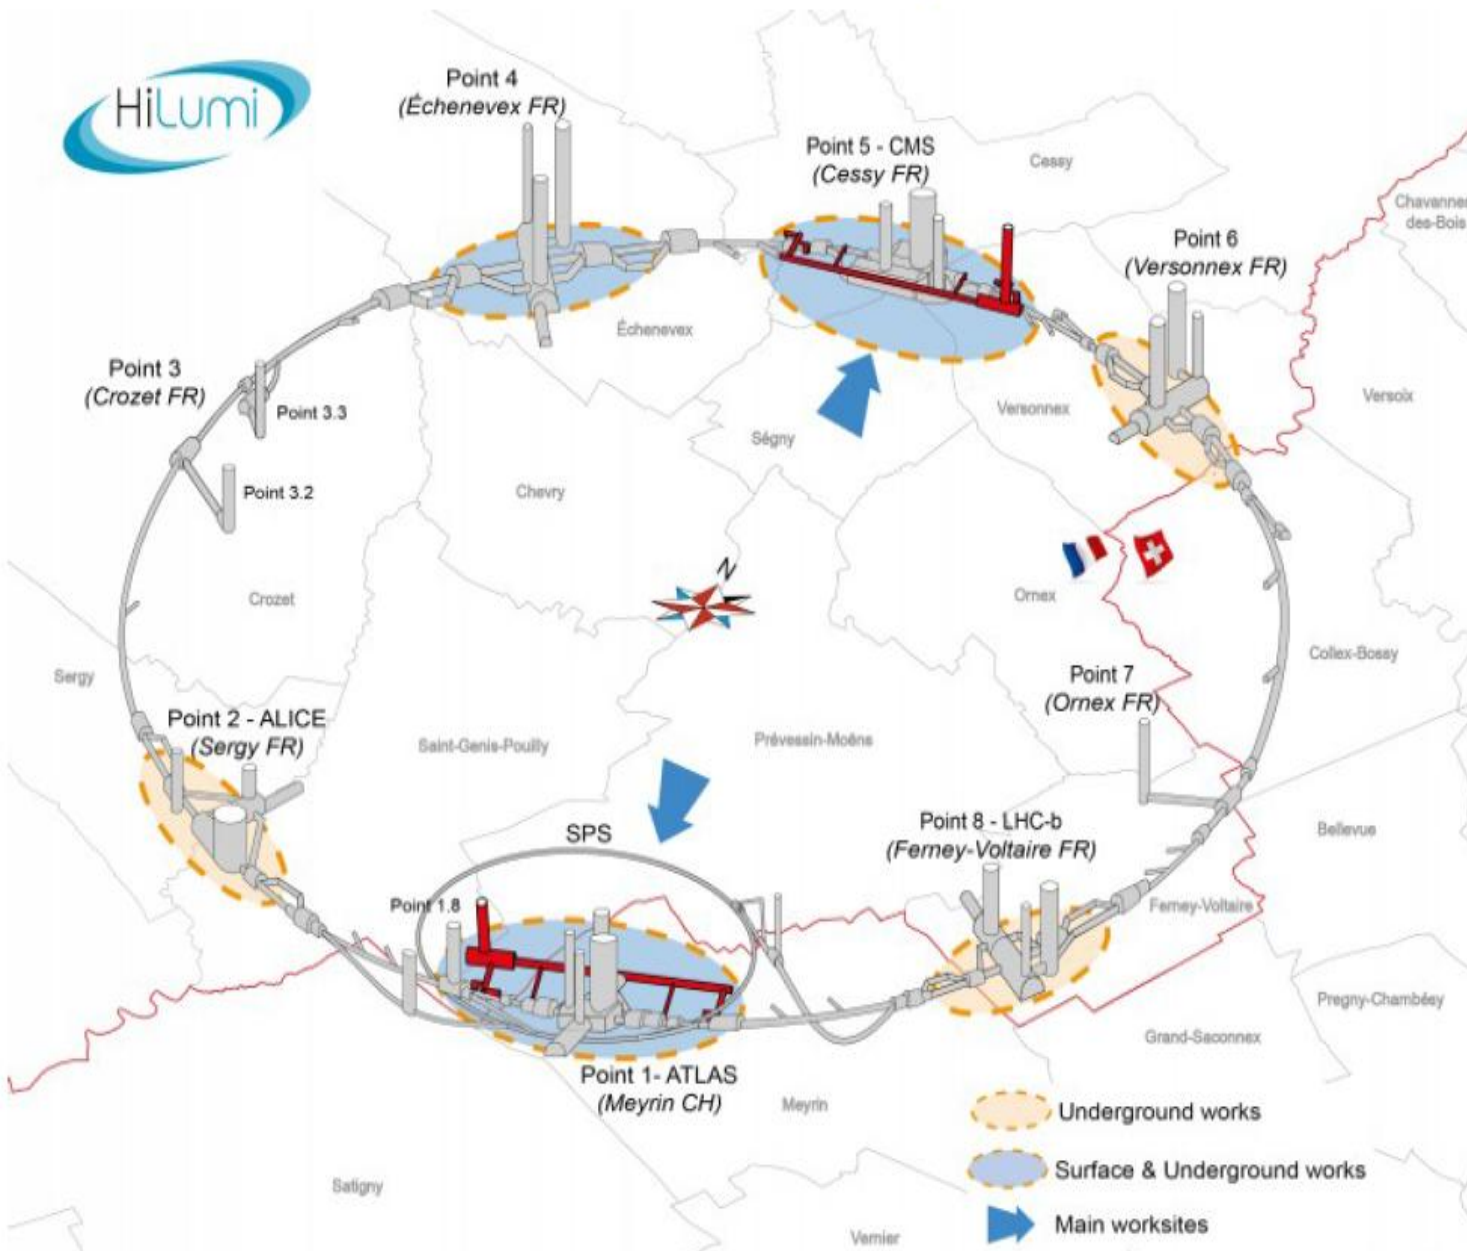 HiLumi
Point 4
(Échenevex FR)
Point 5 - CMS
(Cessy FR)
Cessy
Chavannes
des-Bois
Point 6
(Versonnex FR)
Échenevex
Point 3
(Crozet FR)
Point 3.3
Versonnex
Versoix
Ségny
Point 3.2
Chevry
N
Crozet
Ornex
Collex-Bossy
Sergy
Point 7
(Ornex FR)
Point 2 - ALICE
(Sergy FR)
Saint-Genis-Pouilly
Prévessin-Moëns
SPS
Point 8 - LHC-b
(Ferney-Voltaire FR)
Bellevue
Point 1.8
Ferney-Voltaire
Pregny-Chambésy
Grand-Saconnex
Point 1- ATLAS
(Meyrin CH)
Meyrin
Underground works
Surface & Underground works
Satigny
Main worksites
Vernier